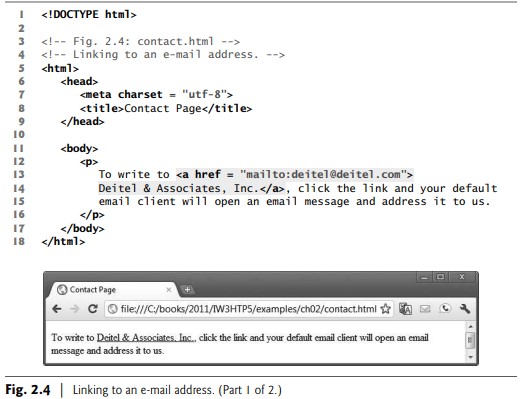 1 <!DOCTYPE html>
2
3 <!-- Fig. 2.4: contact.html -->
4 <!-- Linking to an e-mail address. -->
5 <html>
6 <head>
7 <meta charset = "utf-8">
8 <title>Contact Page</title>
9 </head>
10
11 <body>
12 <p>
13 To write to <a href = "mailto:deitel@deitel.com">
14 Deitel & Associates, Inc.</a>, click the link and your default
15 email client will open an email message and address it to us.
16 </p>
17 </body>
18 </html>
Contact Page
file:///C:/books/2011/IW3HTP5/examples/ch02/contact.html
To write to Deitel & Associates, Inc., click the link and your default email client will open an email
message and address it to us.
Fig. 2.4 | Linking to an e-mail address. (Part 1 of 2.)